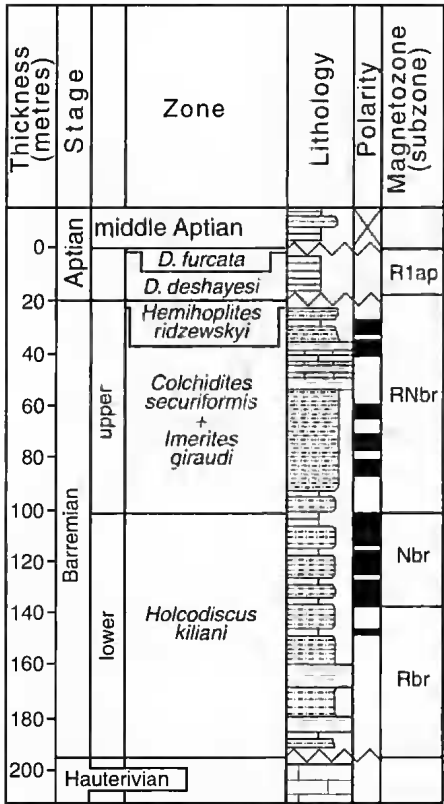 Thickness
(metres)
Stage
Zone
Lithology
Polarity
Magnetozone
(subzone)
0
20
40
60
80
100
120
140
160
180
200
Aptian
Barremian
upper
lower
Hauterivian
middle Aptian
D. furcata
D. deshayesi
Hemihoplites
ridzewskyi
Colchidites
securiformis
+
Imerites
giraudi
Holcodiscus
kiliani
R1ap
RNbr
Nbr
Rbr